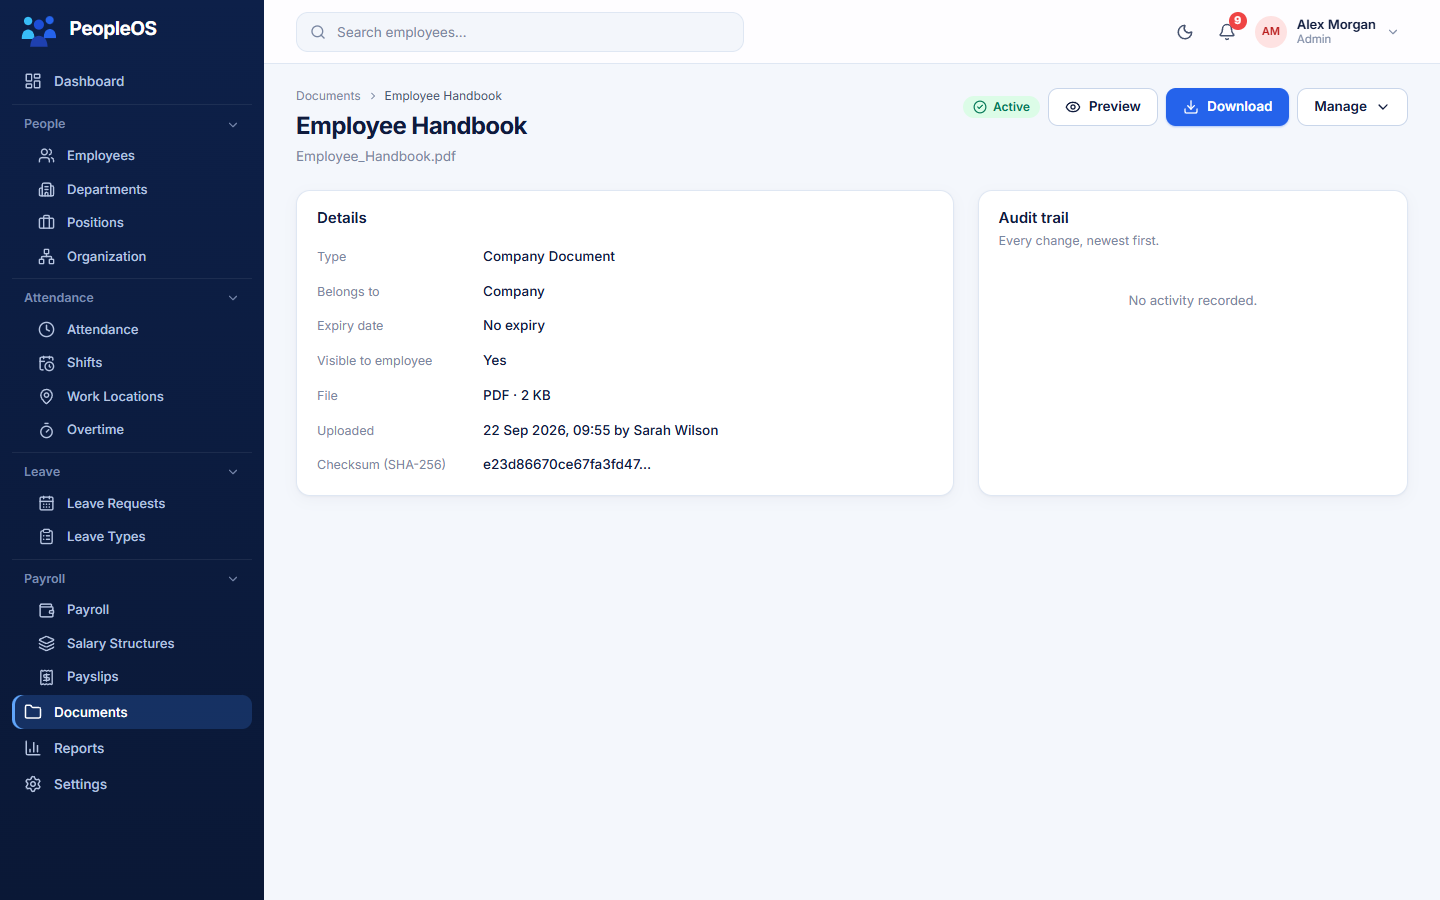 PeopleOS
Search employees...
9
AM
Alex Morgan
Admin
Dashboard
People
Employees
Departments
Positions
Organization
Attendance
Attendance
Shifts
Work Locations
Overtime
Leave
Leave Requests
Leave Types
Payroll
Payroll
Salary Structures
Payslips
Documents
Reports
Settings
Documents > Employee Handbook
Employee Handbook
Employee_Handbook.pdf
Active
Preview
Download
Manage
Details
Type Company Document
Belongs to Company
Expiry date No expiry
Visible to employee Yes
File PDF · 2 KB
Uploaded 22 Sep 2026, 09:55 by Sarah Wilson
Checksum (SHA-256) e23d86670ce67fa3fd47...
Audit trail
Every change, newest first.
No activity recorded.